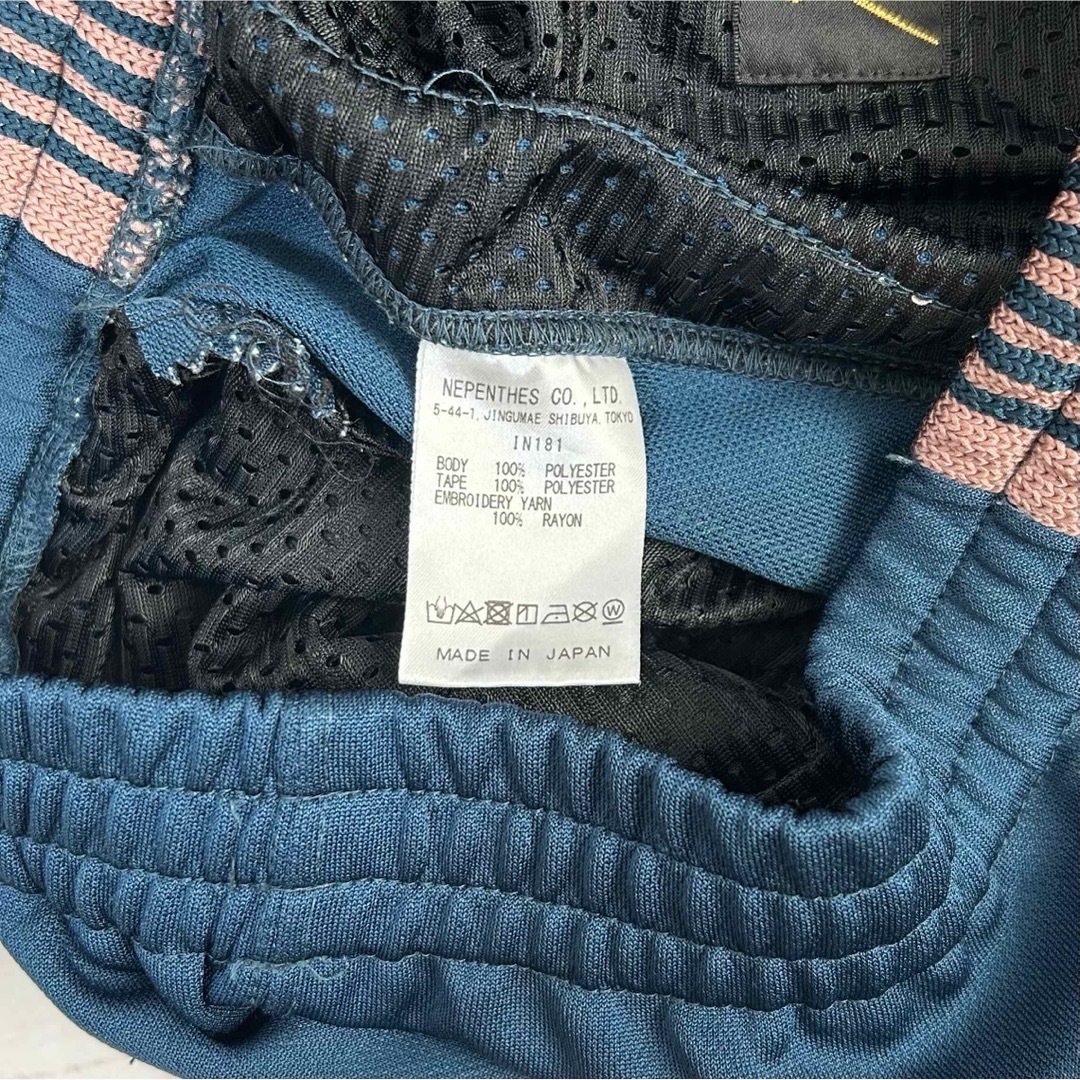 NEPENTHES CO.,LTD.
5-44-1, JINGUMAE SHIBUYA, TOKYO
IN181
BODY 100% POLYESTER
TAPE 100% POLYESTER
EMBROIDERY YARN
100% RAYON
W
MADE IN JAPAN